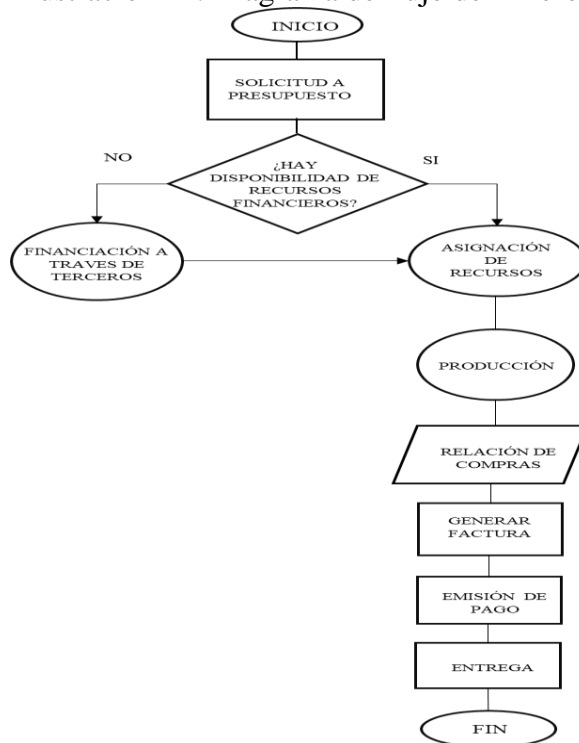 INICIO
SOLICITUD A
PRESUPUESTO
NO
¿HAY
DISPONIBILIDAD DE
RECURSOS
FINANCIEROS?
SI
FINANCIACIÓN A
TRAVES DE
TERCEROS
ASIGNACIÓN
DE
RECURSOS
PRODUCCIÓN
RELACIÓN DE
COMPRAS
GENERAR
FACTURA
EMISIÓN DE
PAGO
ENTREGA
FIN